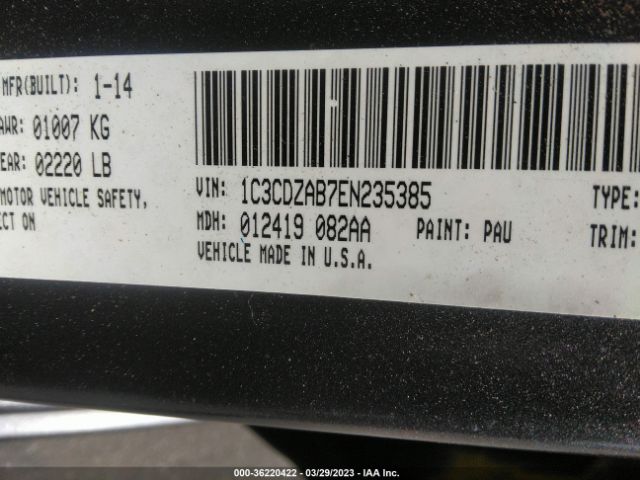 MFR(BUILT): 1-14
AWR: 01007 KG
EAR: 02220 LB
MOTOR VEHICLE SAFETY,
ECT ON
VIN: 1C3CDZAB7EN235385 TYPE:
MDH: 012419 082AA PAINT: PAU TRIM:
VEHICLE MADE IN U.S.A.
000-36220422 - 03/29/2023 - IAA Inc.